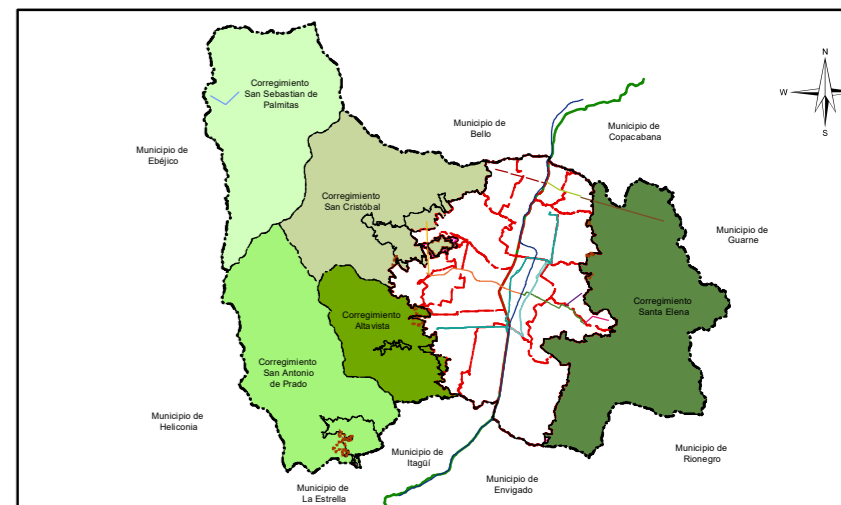 N
W
E
S
Corregimiento
San Sebastian de
Palmitas
Municipio de
Ebéjico
Municipio de
Bello
Municipio de
Copacabana
Corregimiento
San Cristóbal
Municipio de
Guarne
Corregimiento
Santa Elena
Corregimiento
Altavista
Corregimiento
San Antonio
de Prado
Municipio de
Heliconia
Municipio de
Itagüí
Municipio de
Rionegro
Municipio de
La Estrella
Municipio de
Envigado